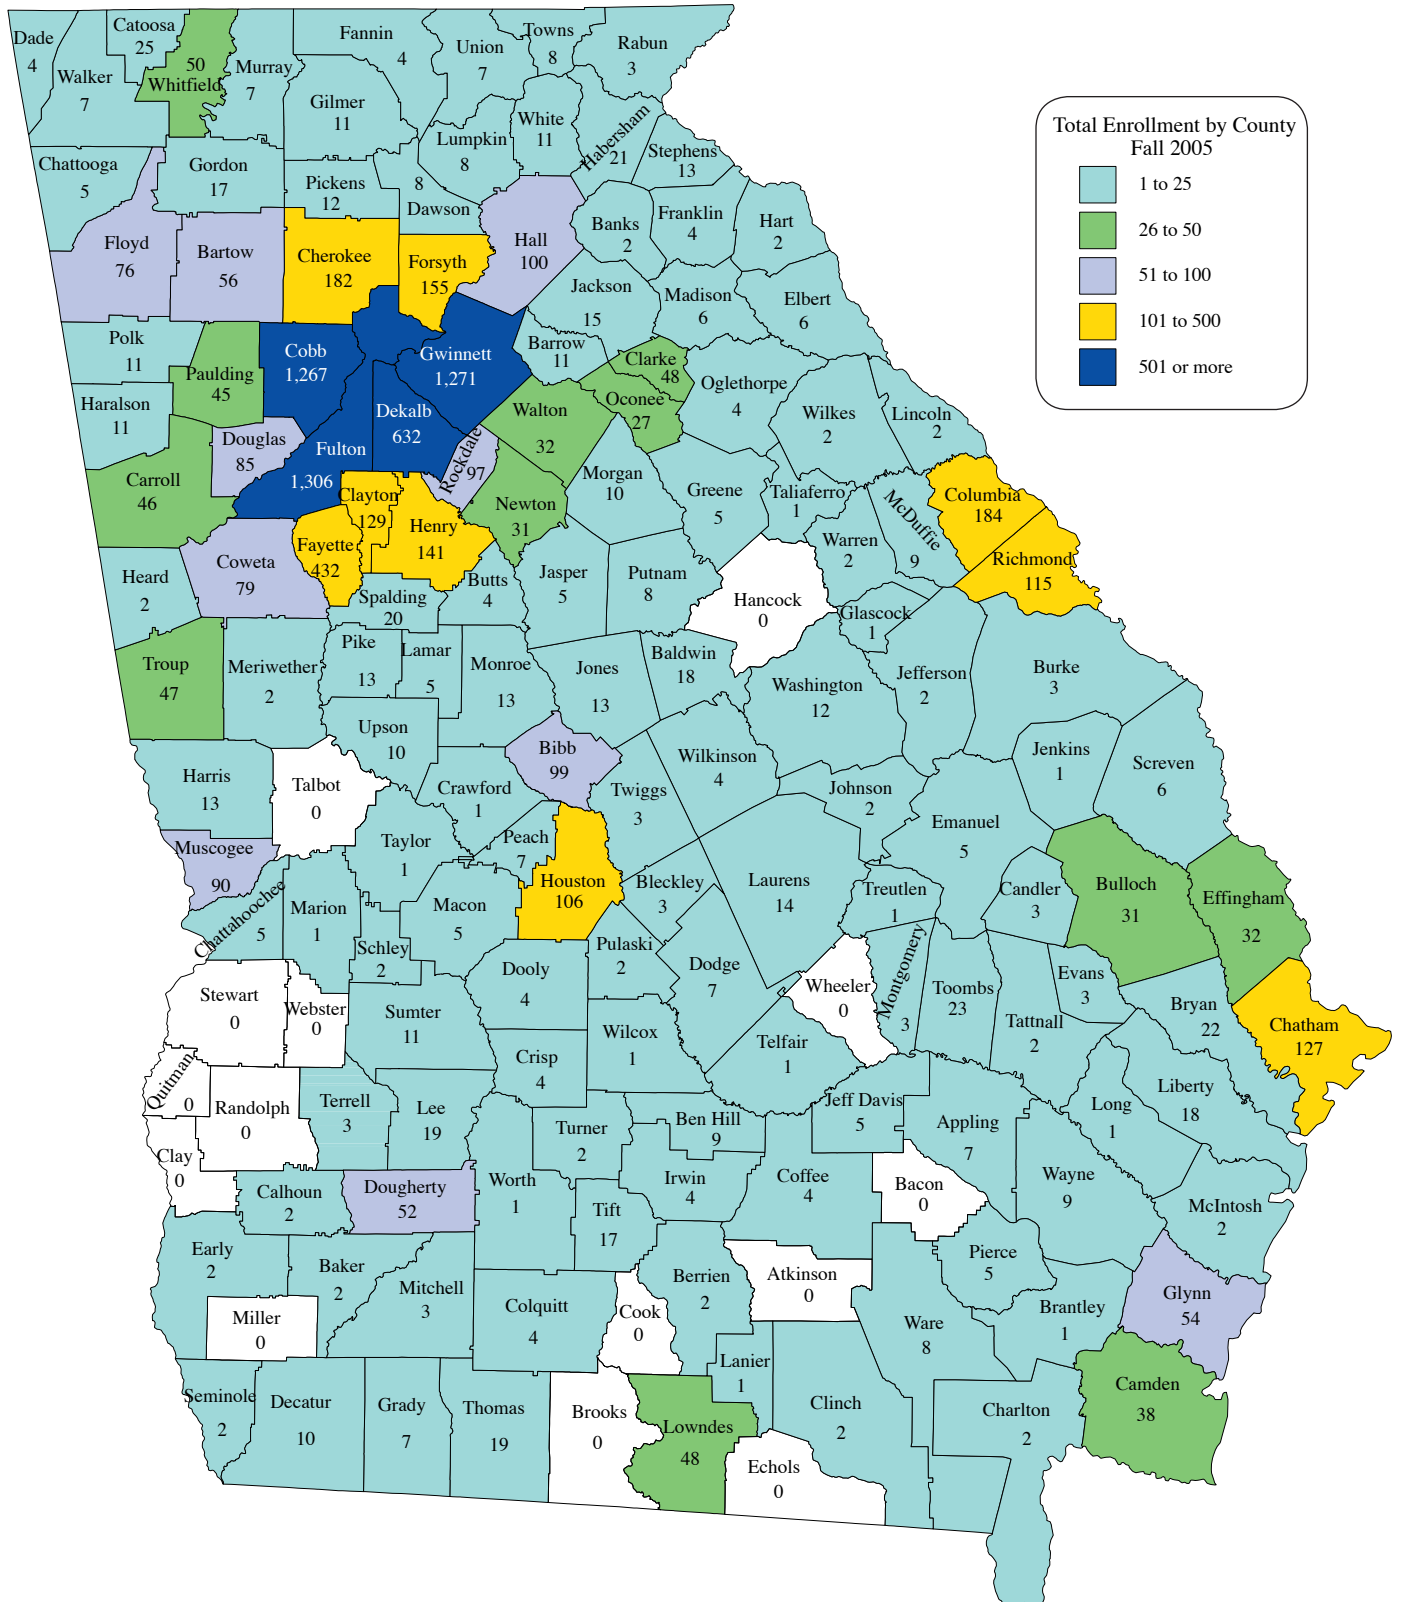 Total Enrollment by County
Fall 2005
1 to 25
26 to 50
51 to 100
101 to 500
501 or more
Dade
4
Walker
7
Catoosa
25
50
Whitfield
Murray
7
Fannin
4
Gilmer
11
Union
7
Towns
8
Rabun
3
Lumpkin
8
White
11
Habersham
21
Stephens
13
Chattooga
5
Gordon
17
Pickens
12
8
Dawson
Floyd
76
Bartow
56
Cherokee
182
Forsyth
155
Hall
100
Banks
2
Franklin
4
Hart
2
Jackson
15
Madison
6
Elbert
6
Polk
11
Paulding
45
Cobb
1,267
Gwinnett
1,271
Barrow
11
Clarke
48
Oconee
27
Oglethorpe
4
Wilkes
2
Lincoln
2
Haralson
11
Douglas
85
Fulton
1,306
Dekalb
632
Rockdale
97
Walton
32
Morgan
10
Greene
5
Taliaferro
1
McDuffie
9
Columbia
184
Richmond
115
Carroll
46
Coweta
79
Fayette
432
Clayton
129
Henry
141
Newton
31
Warren
2
Heard
2
Spalding
20
Butts
4
Jasper
5
Putnam
8
Hancock
0
Glascock
1
Troup
47
Meriwether
2
Pike
13
Lamar
5
Monroe
13
Jones
13
Baldwin
18
Washington
12
Jefferson
2
Burke
3
Upson
10
Bibb
99
Wilkinson
4
Jenkins
1
Screven
6
Harris
13
Talbot
0
Crawford
1
Twiggs
3
Johnson
2
Emanuel
5
Muscogee
90
Taylor
1
Peach
7
Houston
106
Bleckley
3
Laurens
14
Treutlen
1
Candler
3
Bulloch
31
Effingham
32
Chattahoochee
5
Marion
1
Schley
2
Macon
5
Dooly
4
Pulaski
2
Dodge
7
Wheeler
0
Montgomery
3
Toombs
23
Tattnall
2
Evans
3
Bryan
22
Chatham
127
Stewart
0
Webster
0
Sumter
11
Crisp
4
Wilcox
1
Telfair
1
Quitman
0
Randolph
0
Terrell
3
Lee
19
Turner
2
Ben Hill
9
Jeff Davis
5
Appling
7
Long
1
Liberty
18
Clay
0
Calhoun
2
Dougherty
52
Worth
1
Tift
17
Irwin
4
Coffee
4
Bacon
0
Wayne
9
McIntosh
2
Early
2
Baker
2
Mitchell
3
Miller
0
Colquitt
4
Cook
0
Berrien
2
Atkinson
0
Pierce
5
Ware
8
Brantley
1
Glynn
54
Seminole
2
Decatur
10
Grady
7
Thomas
19
Brooks
0
Lowndes
48
Lanier
1
Echols
0
Clinch
2
Charlton
2
Camden
38